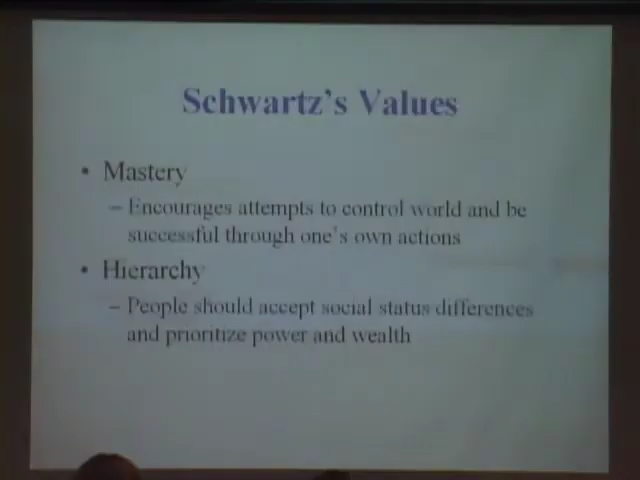 Schwartz's Values
• Mastery
– Encourages attempts to control world and be
successful through one's own actions
• Hierarchy
– People should accept social status differences
and prioritize power and wealth